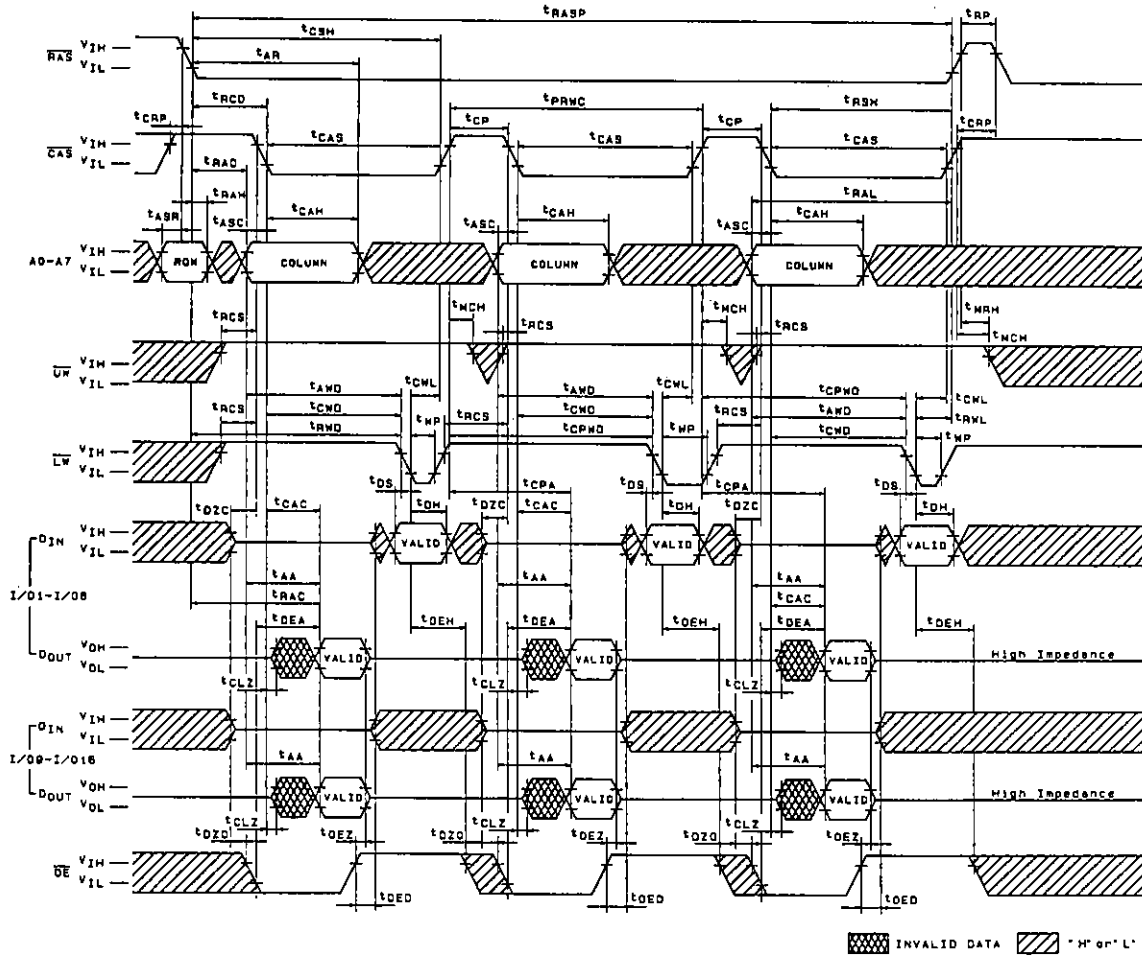 tRASP
tRP
tCSH
RAS VIH
VIL
tAR
tRCD
tPRWC
tRSH
tCRP
tCP
tCP
tCRP
CAS VIH
VIL
tCAS
tCAS
tCAS
tRAD
tRAL
tRAH
tASR
tASC
tCAH
tASC
tCAH
tASC
tCAH
A0-A7 VIH
VIL
ROW
COLUMN
COLUMN
COLUMN
tRCS
tWCH
tRCS
tWCH
tRCS
tWRH
tWCH
UW VIH
VIL
tAWD
tCWL
tAWD
tCWL
tCPWD
tCWL
tRCS
tCWD
tWP
tRCS
tCWD
tWP
tRCS
tAWD
tRWL
tRWD
tCPWD
tCWD
tWP
LW VIH
VIL
tDS
tCPA
tDS
tCPA
tDS
tDZC
tCAC
tDH
tDZC
tCAC
tDH
tDZC
tDH
DIN VIH
VIL
VALID
VALID
VALID
I/O1~I/O8
tAA
tAA
tAA
tRAC
tCAC
tOEA
tOEH
tOEA
tOEH
tOEA
tOEH
DOUT VOH
VOL
VALID
VALID
VALID
High Impedance
tCLZ
tCLZ
tCLZ
DIN VIH
VIL
I/O9~I/O16
tAA
tAA
tAA
DOUT VOH
VOL
VALID
VALID
VALID
High Impedance
tCLZ
tCLZ
tCLZ
tDZO
tOEZ
tDZO
tOEZ
tDZO
tOEZ
OE VIH
VIL
tOED
tOED
tOED
INVALID DATA
"H" or "L"